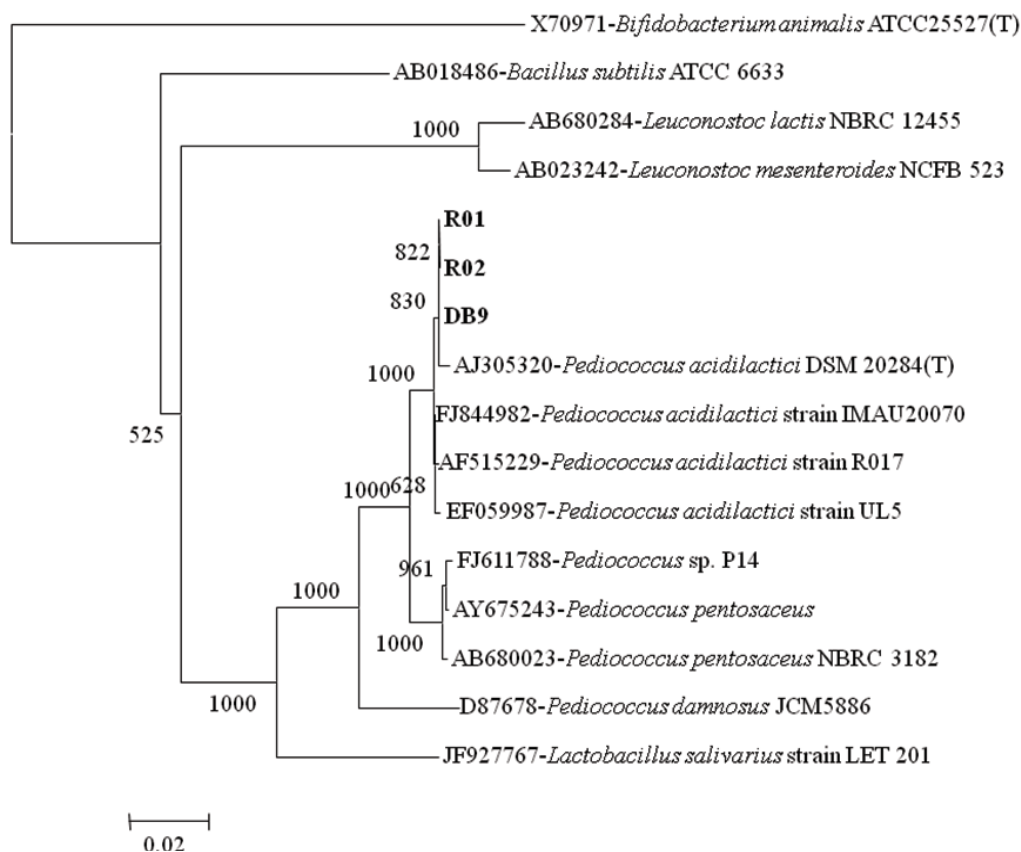 X70971-Bifidobacterium animalis ATCC25527(T)
AB018486-Bacillus subtilis ATCC 6633
1000
AB680284-Leuconostoc lactis NBRC 12455
AB023242-Leuconostoc mesenteroides NCFB 523
R01
822
R02
830
DB9
1000
AJ305320-Pediococcus acidilactici DSM 20284(T)
FJ844982-Pediococcus acidilactici strain IMAU20070
525
AF515229-Pediococcus acidilactici strain R017
1000
628
EF059987-Pediococcus acidilactici strain UL5
FJ611788-Pediococcus sp. P14
961
1000
AY675243-Pediococcus pentosaceus
1000
AB680023-Pediococcus pentosaceus NBRC 3182
1000
D87678-Pediococcus damnosus JCM5886
JF927767-Lactobacillus salivarius strain LET 201
0.02